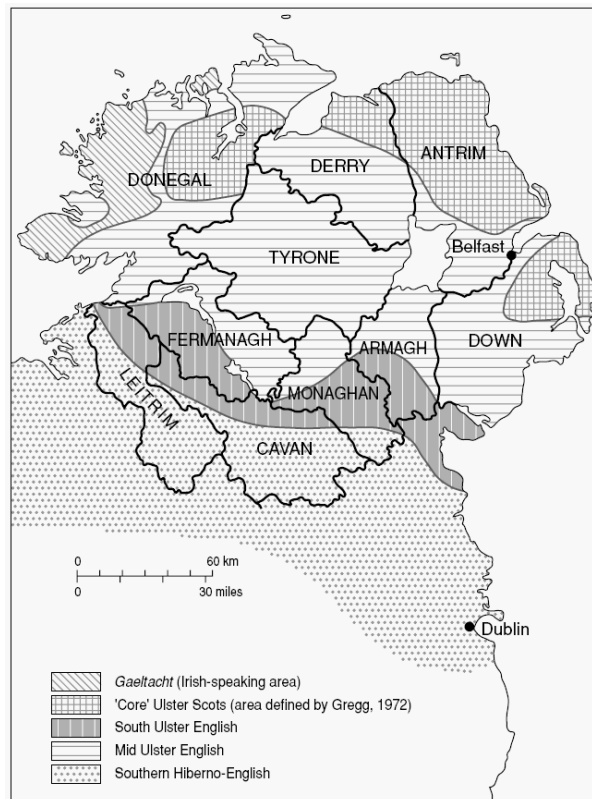 DERRY
ANTRIM
DONEGAL
TYRONE
Belfast
FERMANAGH
ARMAGH
DOWN
LEITRIM
MONAGHAN
CAVAN
0 60 km
0 30 miles
Dublin
Gaeltacht (Irish-speaking area)
'Core' Ulster Scots (area defined by Gregg, 1972)
South Ulster English
Mid Ulster English
Southern Hiberno-English